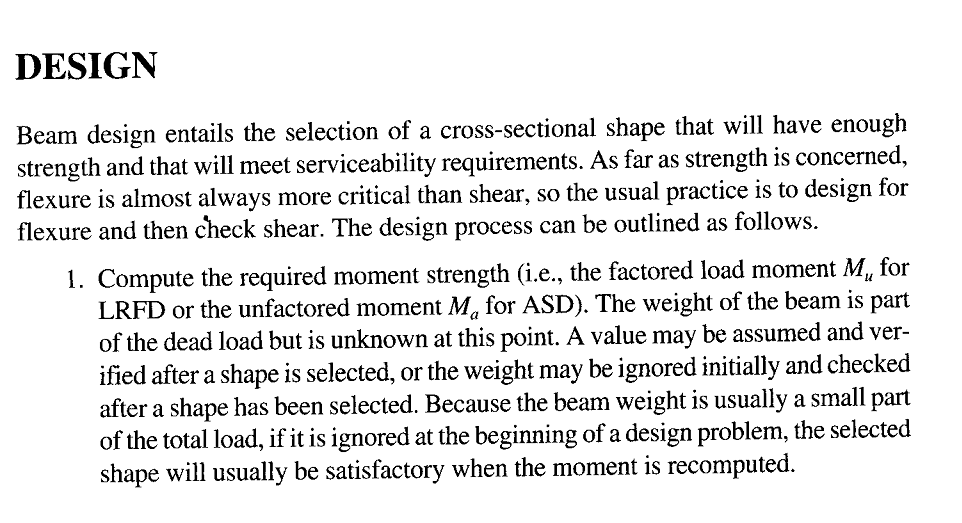 DESIGN
Beam design entails the selection of a cross-sectional shape that will have enough
strength and that will meet serviceability requirements. As far as strength is concerned,
flexure is almost always more critical than shear, so the usual practice is to design for
flexure and then check shear. The design process can be outlined as follows.
1. Compute the required moment strength (i.e., the factored load moment Mu for
LRFD or the unfactored moment Ma for ASD). The weight of the beam is part
of the dead load but is unknown at this point. A value may be assumed and ver-
ified after a shape is selected, or the weight may be ignored initially and checked
after a shape has been selected. Because the beam weight is usually a small part
of the total load, if it is ignored at the beginning of a design problem, the selected
shape will usually be satisfactory when the moment is recomputed.